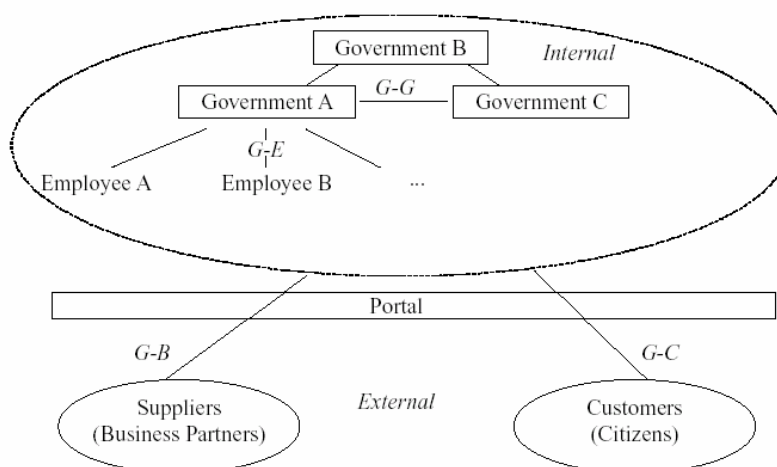 Government B
Internal
G-G
Government A
Government C
G-E
Employee A
Employee B
...
Portal
G-B
G-C
Suppliers
(Business Partners)
External
Customers
(Citizens)